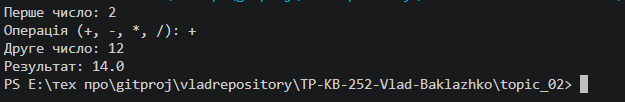 Перше число: 2
Операція (+, -, *, /): +
Друге число: 12
Результат: 14.0
PS E:\тех про\gitproj\vladrepository\TP-KB-252-Vlad-Baklazhko\topic_02>